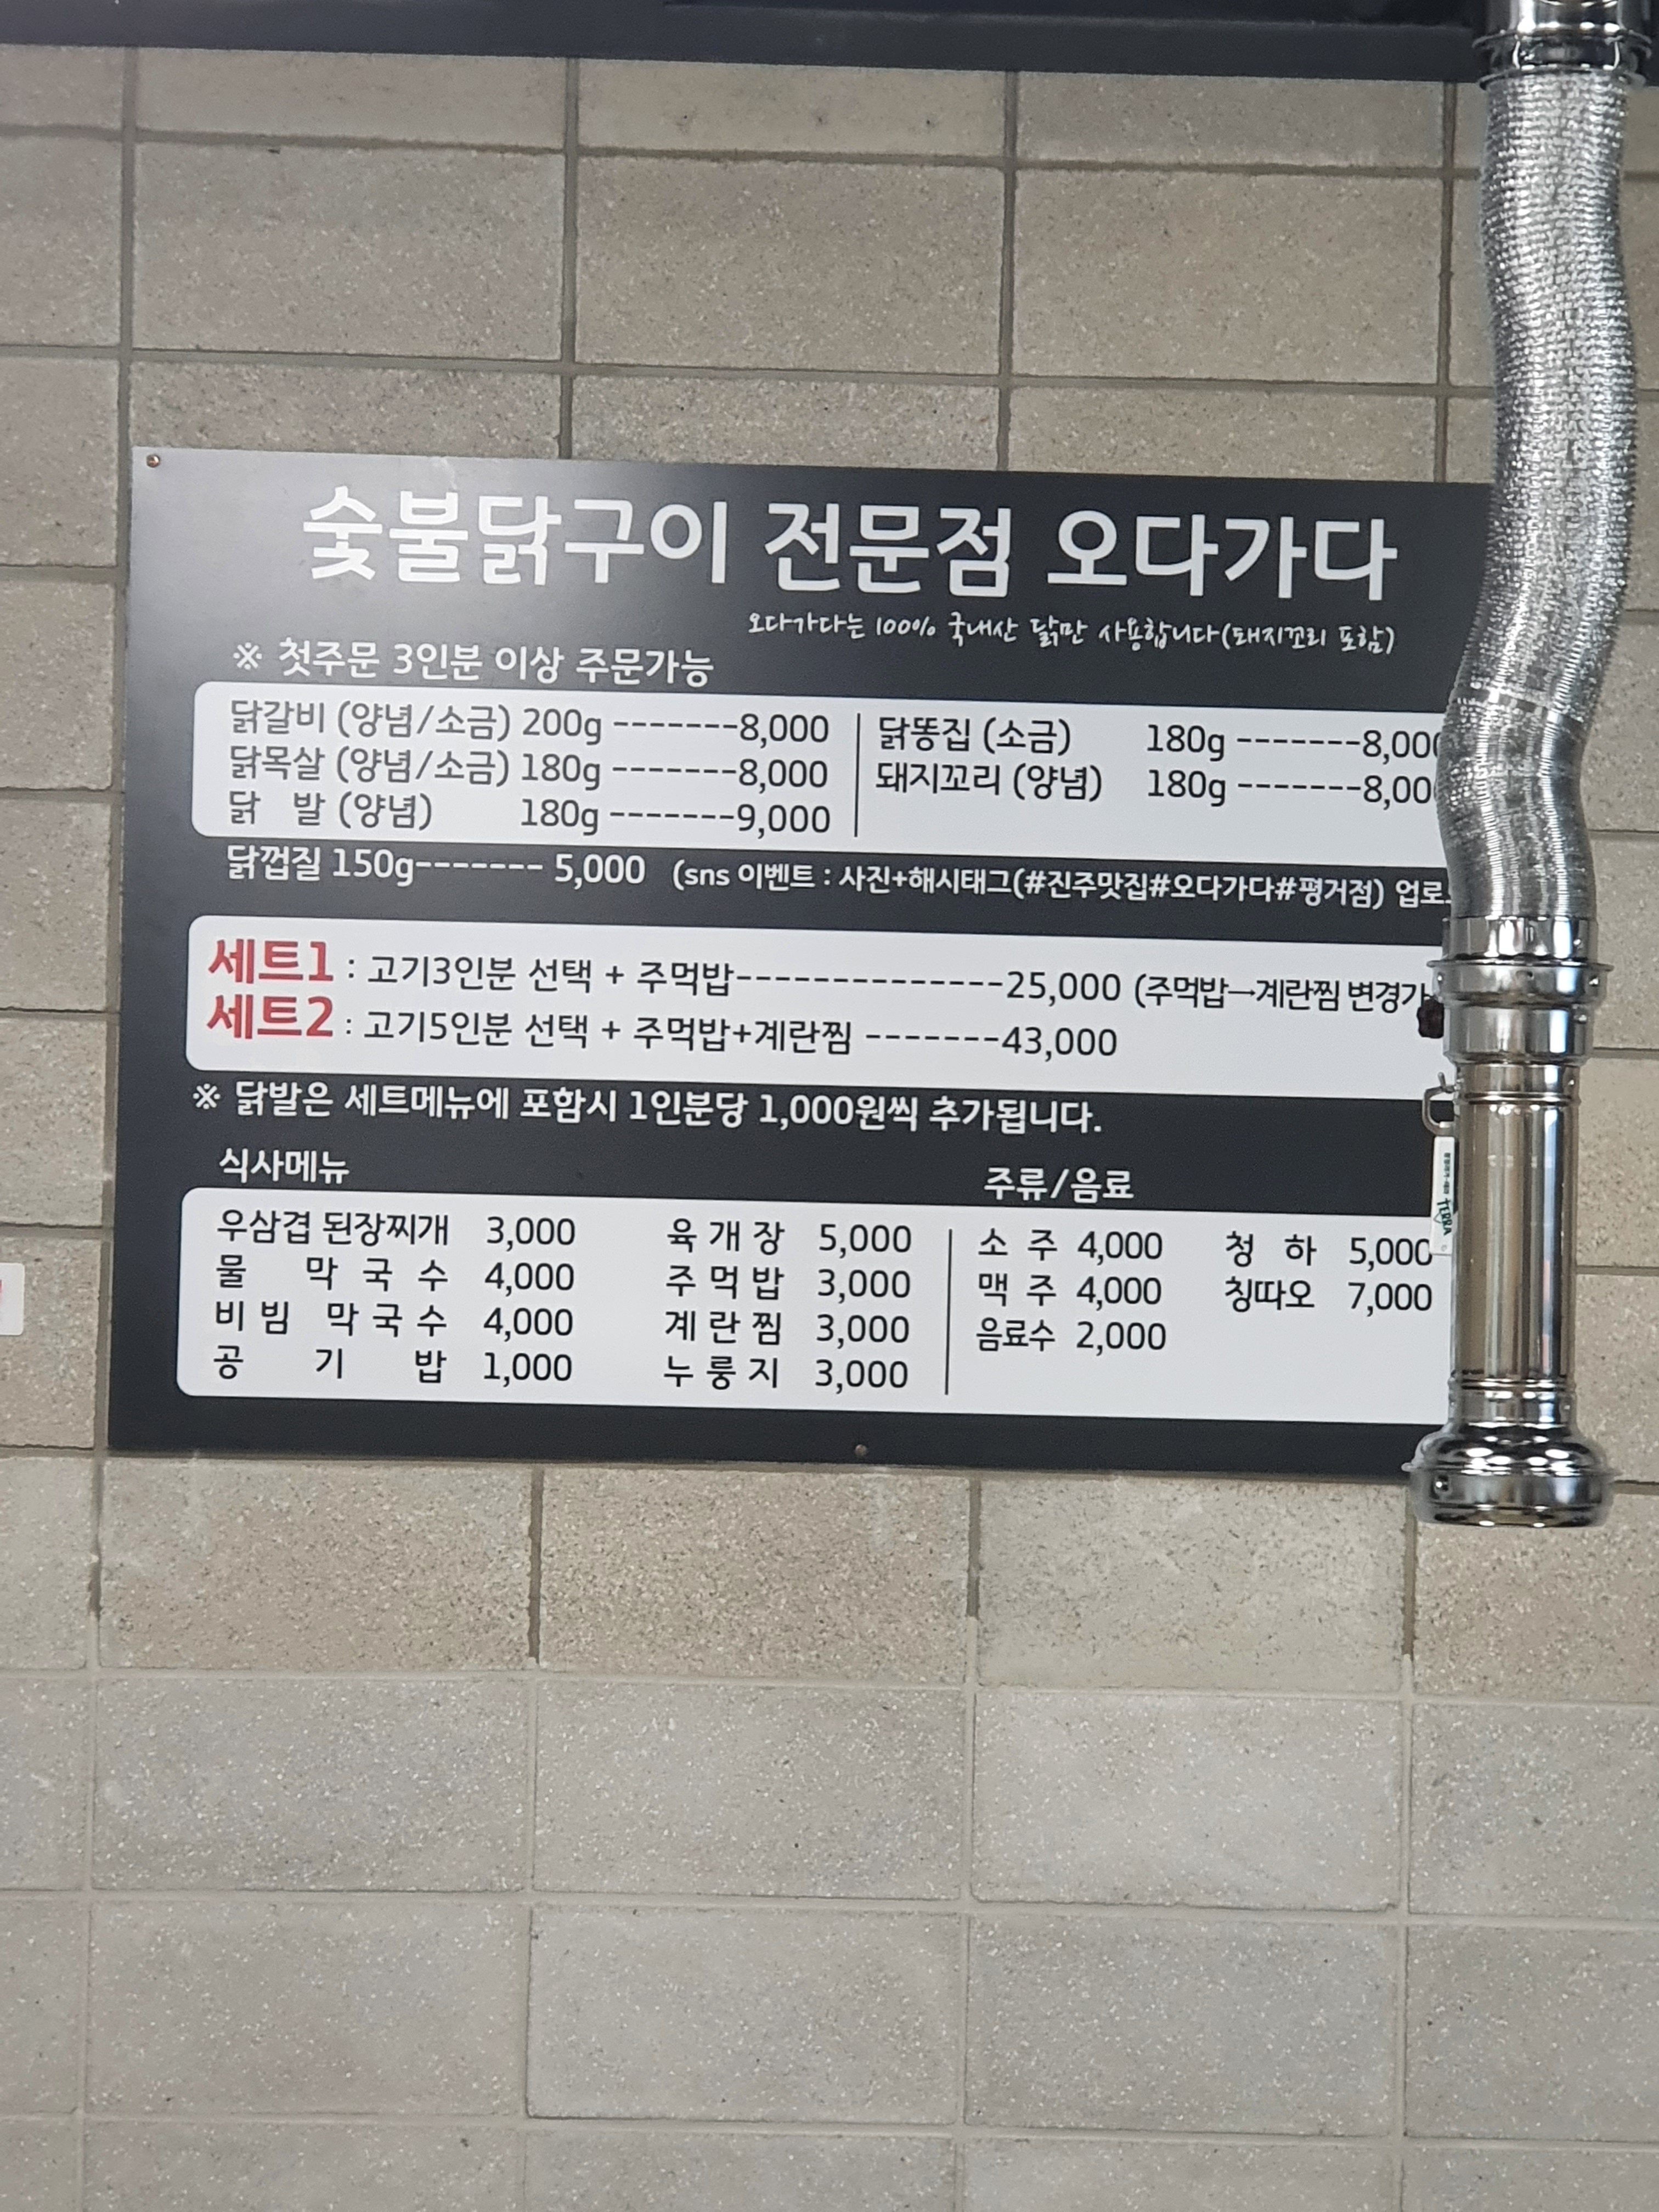 숯불닭구이 전문점 오다가다
오다가다는 100% 국내산 닭만 사용합니다(돼지꼬리 포함)
※ 첫주문 3인분 이상 주문가능
닭갈비 (양념/소금) 200g -------8,000
닭목살 (양념/소금) 180g -------8,000
닭 발 (양념) 180g -------9,000
닭똥집 (소금) 180g -------8,000
돼지꼬리 (양념) 180g -------8,00
닭껍질 150g------- 5,000 (sns 이벤트 : 사진+해시태그(#진주맛집#오다가다#평거점) 업로
세트1 : 고기3인분 선택 + 주먹밥---------------25,000 (주먹밥→계란찜 변경가
세트2 : 고기5인분 선택 + 주먹밥+계란찜 -------43,000
※ 닭발은 세트메뉴에 포함시 1인분당 1,000원씩 추가됩니다.
식사메뉴
우삼겹 된장찌개 3,000
물 막 국 수 4,000
비 빔 막 국 수 4,000
공 기 밥 1,000
육 개 장 5,000
주 먹 밥 3,000
계 란 찜 3,000
누 룽 지 3,000
주류/음료
소 주 4,000
맥 주 4,000
음료수 2,000
청 하 5,000
칭따오 7,000
TERRA